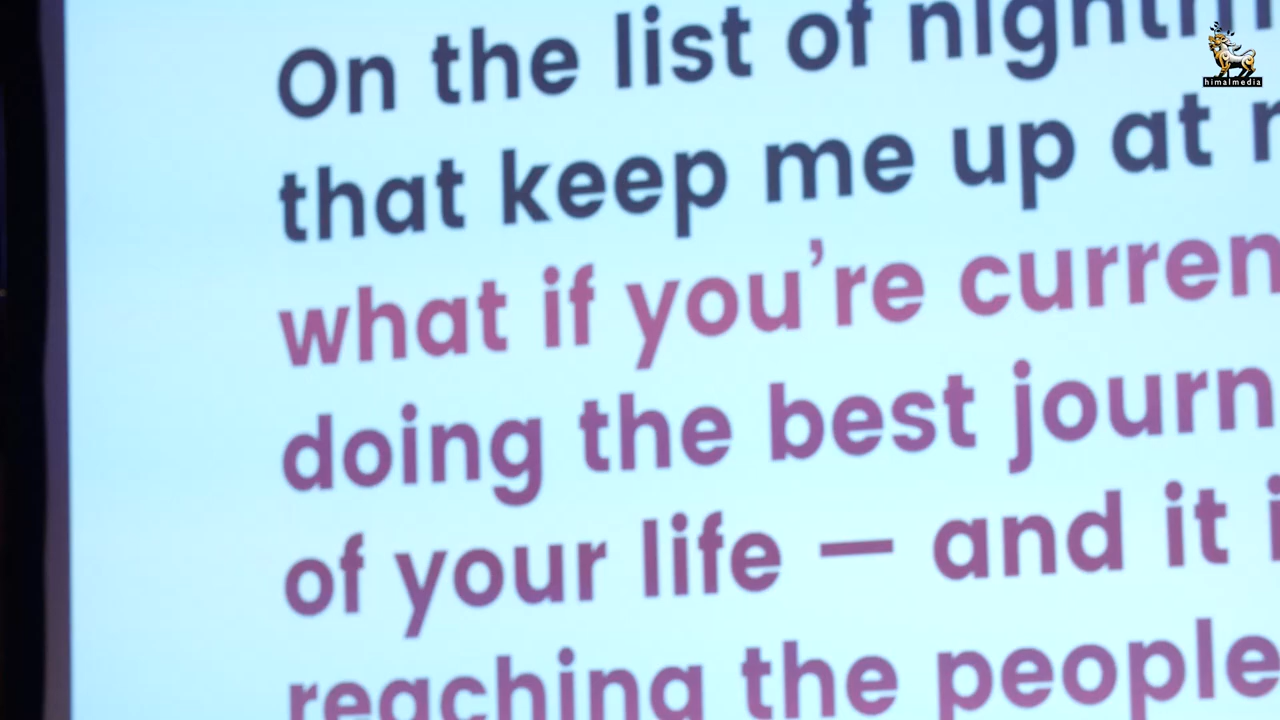 On the list of
that keep me up at
what if you're
doing the best
of your life — and it
reaching the people
himalmedia